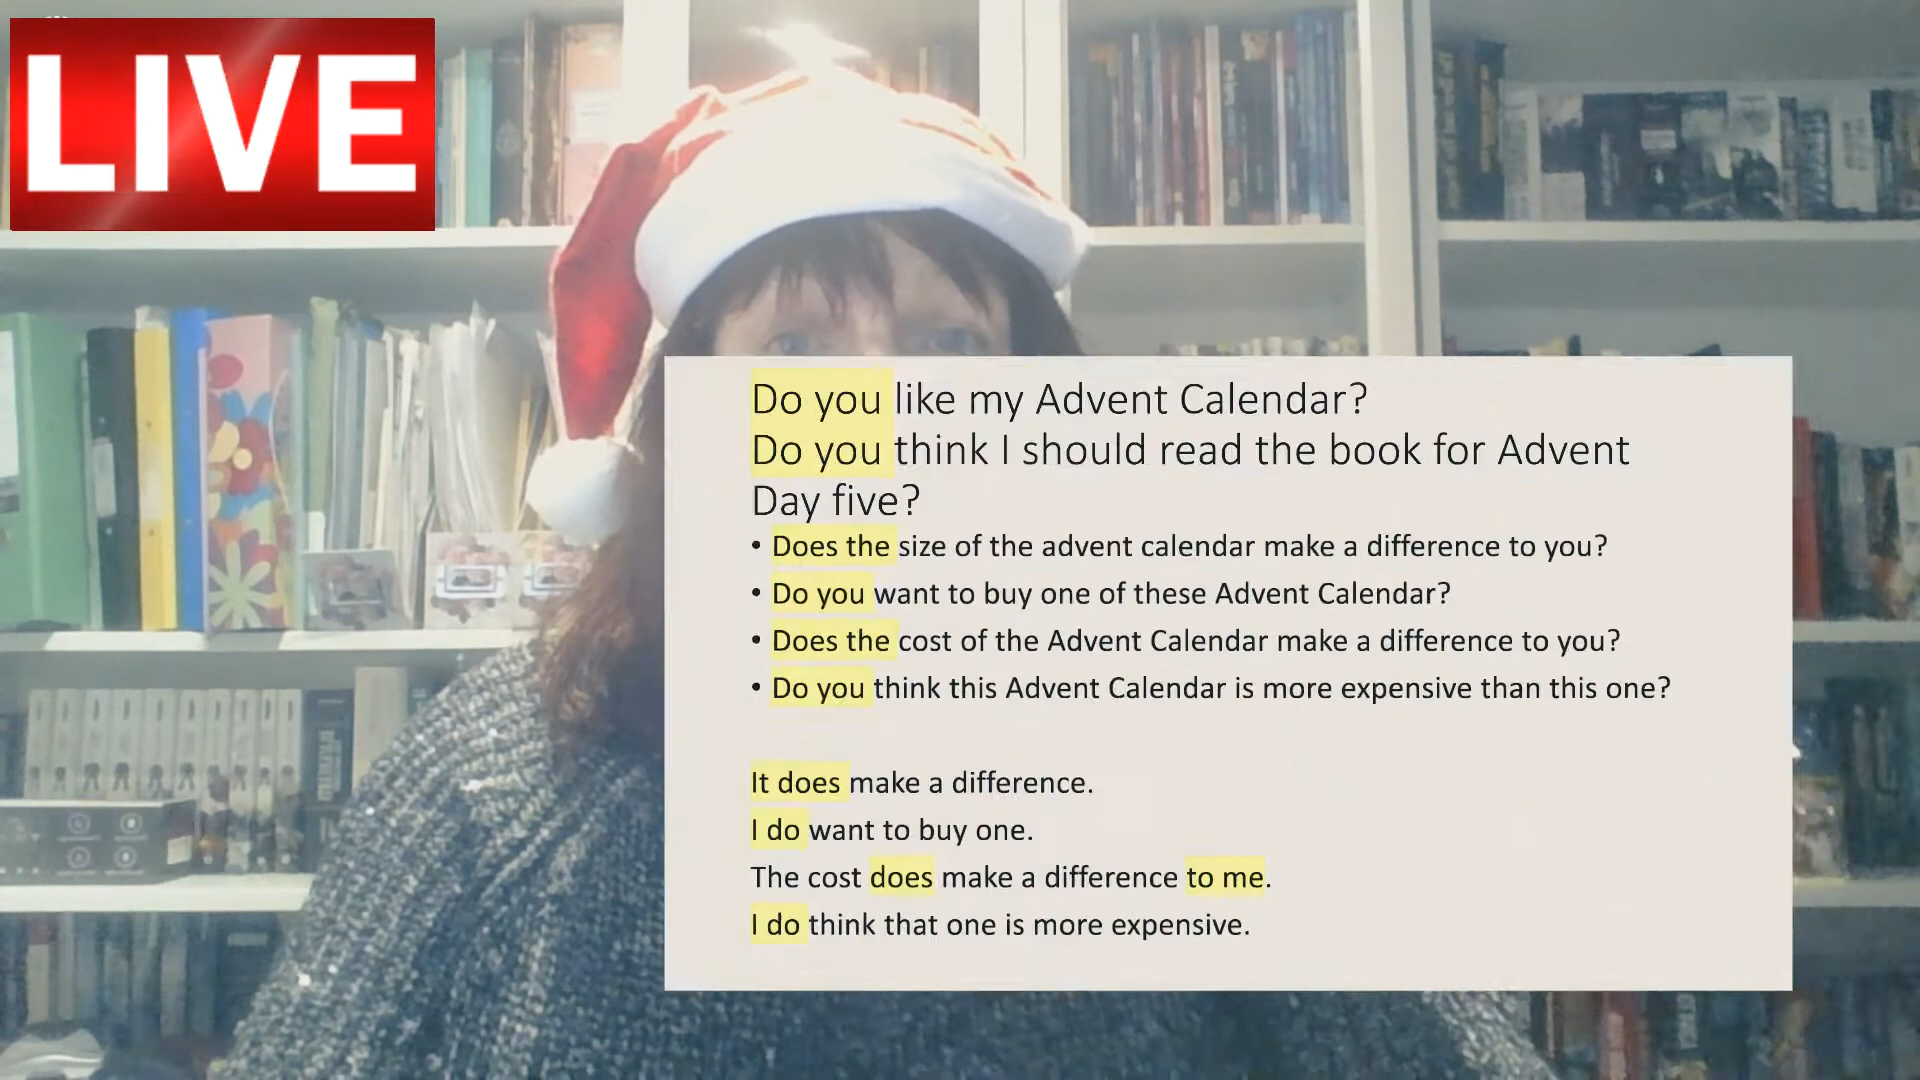 LIVE
Do you like my Advent Calendar?
Do you think I should read the book for Advent
Day five?
• Does the size of the advent calendar make a difference to you?
• Do you want to buy one of these Advent Calendar?
• Does the cost of the Advent Calendar make a difference to you?
• Do you think this Advent Calendar is more expensive than this one?
It does make a difference.
I do want to buy one.
The cost does make a difference to me.
I do think that one is more expensive.